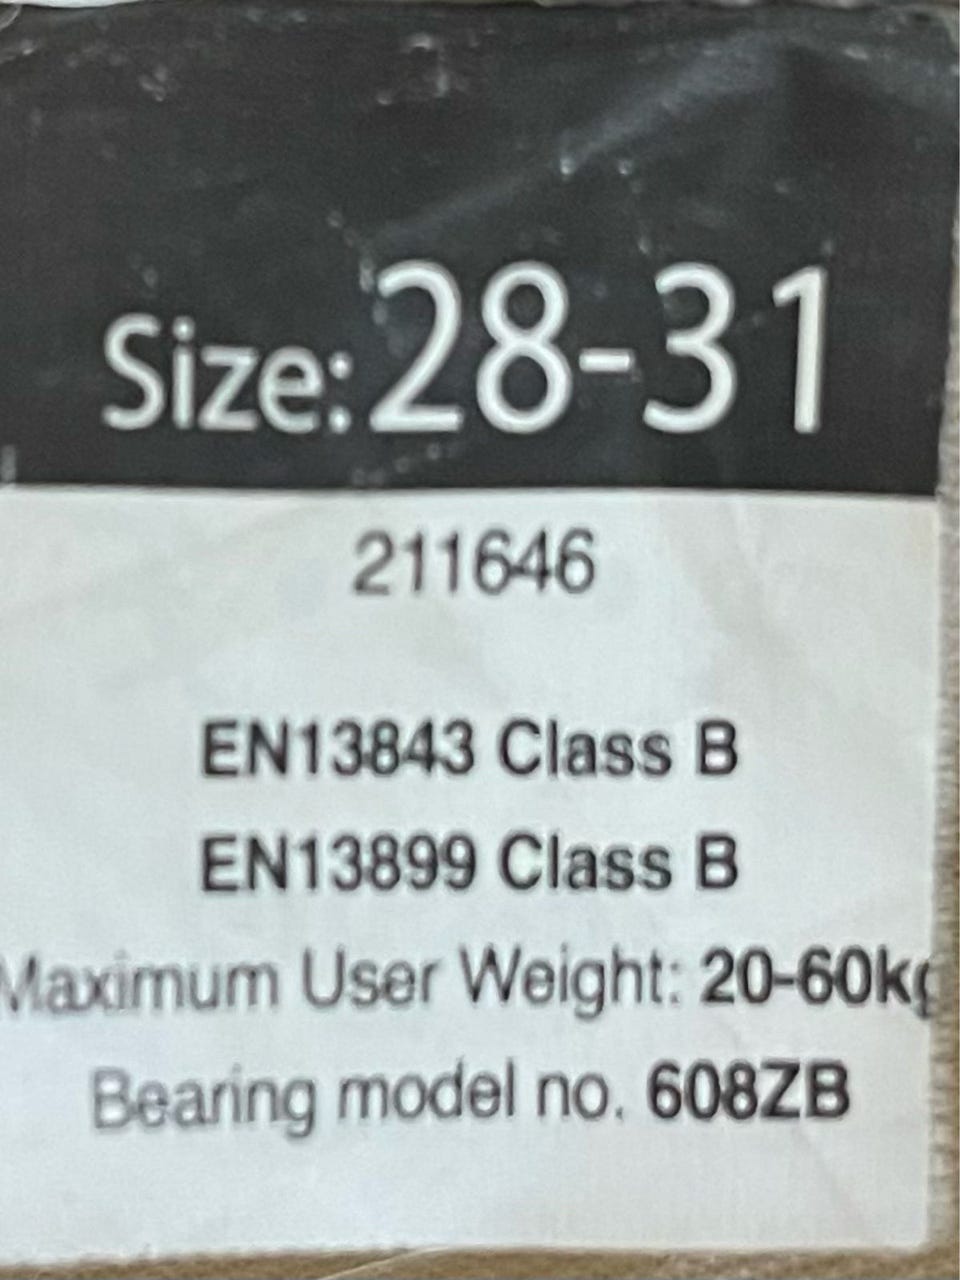 Size: 28-31
211646
EN13843 Class B
EN13899 Class B
Maximum User Weight: 20-60kg
Bearing model no. 608ZB